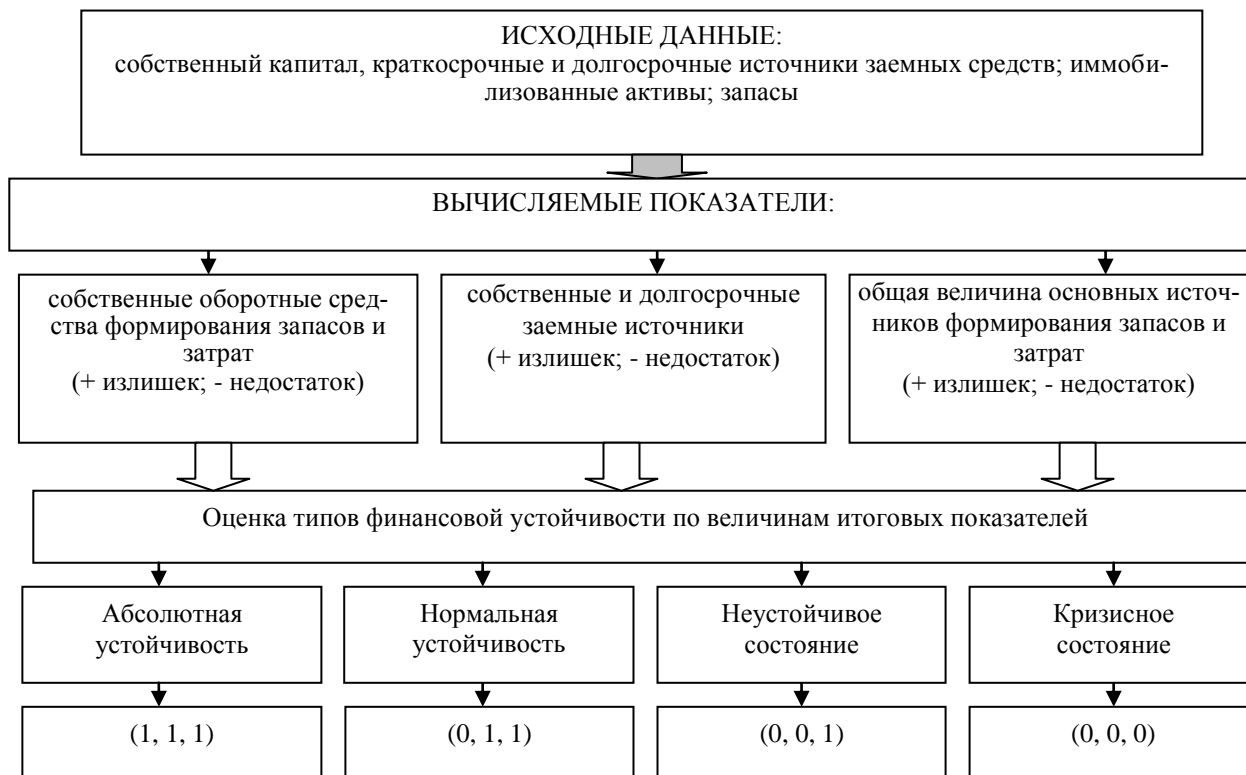 ИСХОДНЫЕ ДАННЫЕ:
собственный капитал, краткосрочные и долгосрочные источники заемных средств; иммоби-
лизованные активы; запасы
ВЫЧИСЛЯЕМЫЕ ПОКАЗАТЕЛИ:
собственные оборотные сред-
ства формирования запасов и
затрат
(+ излишек; - недостаток)
собственные и долгосрочные
заемные источники
(+ излишек; - недостаток)
общая величина основных источ-
ников формирования запасов и
затрат
(+ излишек; - недостаток)
Оценка типов финансовой устойчивости по величинам итоговых показателей
Абсолютная
устойчивость
Нормальная
устойчивость
Неустойчивое
состояние
Кризисное
состояние
(1, 1, 1)
(0, 1, 1)
(0, 0, 1)
(0, 0, 0)